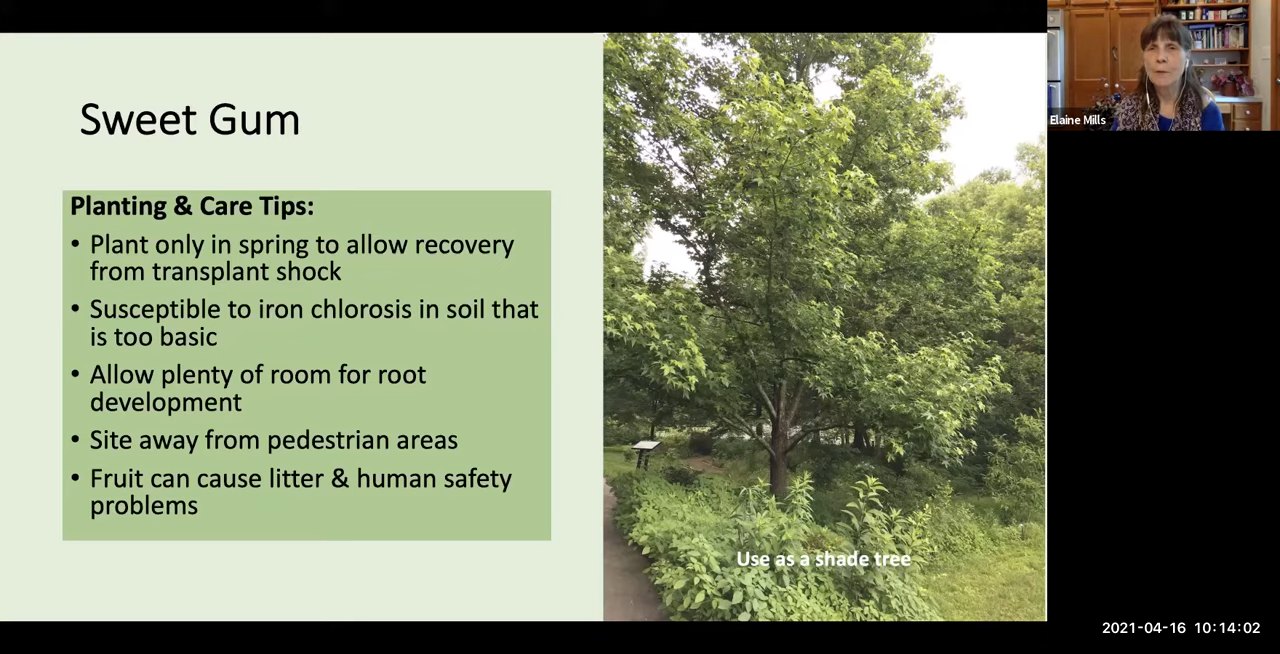 Sweet Gum
Planting & Care Tips:
• Plant only in spring to allow recovery
from transplant shock
• Susceptible to iron chlorosis in soil that
is too basic
• Allow plenty of room for root
development
• Site away from pedestrian areas
• Fruit can cause litter & human safety
problems
Use as a shade tree
Elaine Mills
2021-04-16 10:14:02